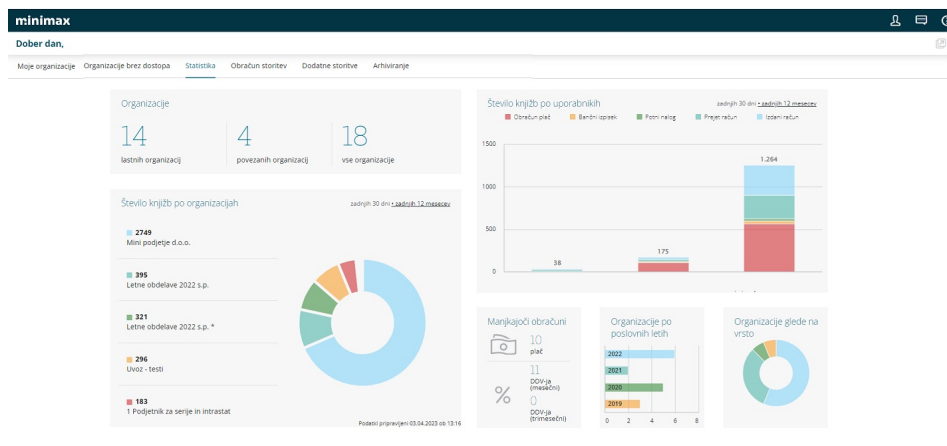 minimax
Dober dan,
Moje organizacije Organizacije brez dostopa Statistika Obračun storitev Dodatne storitve Arhiviranje
Organizacije
14 4 18
lastnih organizacij povezanih organizacij vse organizacije
Število knjižb po organizacijah zadnjih 30 dni • zadnjih 12 mesecev
2749
Mini podjetje d.o.o.
395
Letne obdelave 2022 s.p.
321
Letne obdelave 2022 s.p. *
296
Uvoz - testi
183
1 Podjetnik za serije in intrastat
Podatki pripravljeni 03.04.2023 ob 13:16
Število knjižb po uporabnikih zadnjih 30 dni • zadnjih 12 mesecev
Obračun plač Bančni izpisek Potni nalog Prejet račun Izdani račun
1500
1.264
1000
500
175
38
0
Manjkajoči obračuni
10
plač
11
DDV-ja
(mesečni)
0
DDV-ja
(trimesečni)
Organizacije po
poslovnih letih
2022
2021
2020
2019
0 2 4 6 8
Organizacije glede na
vrsto